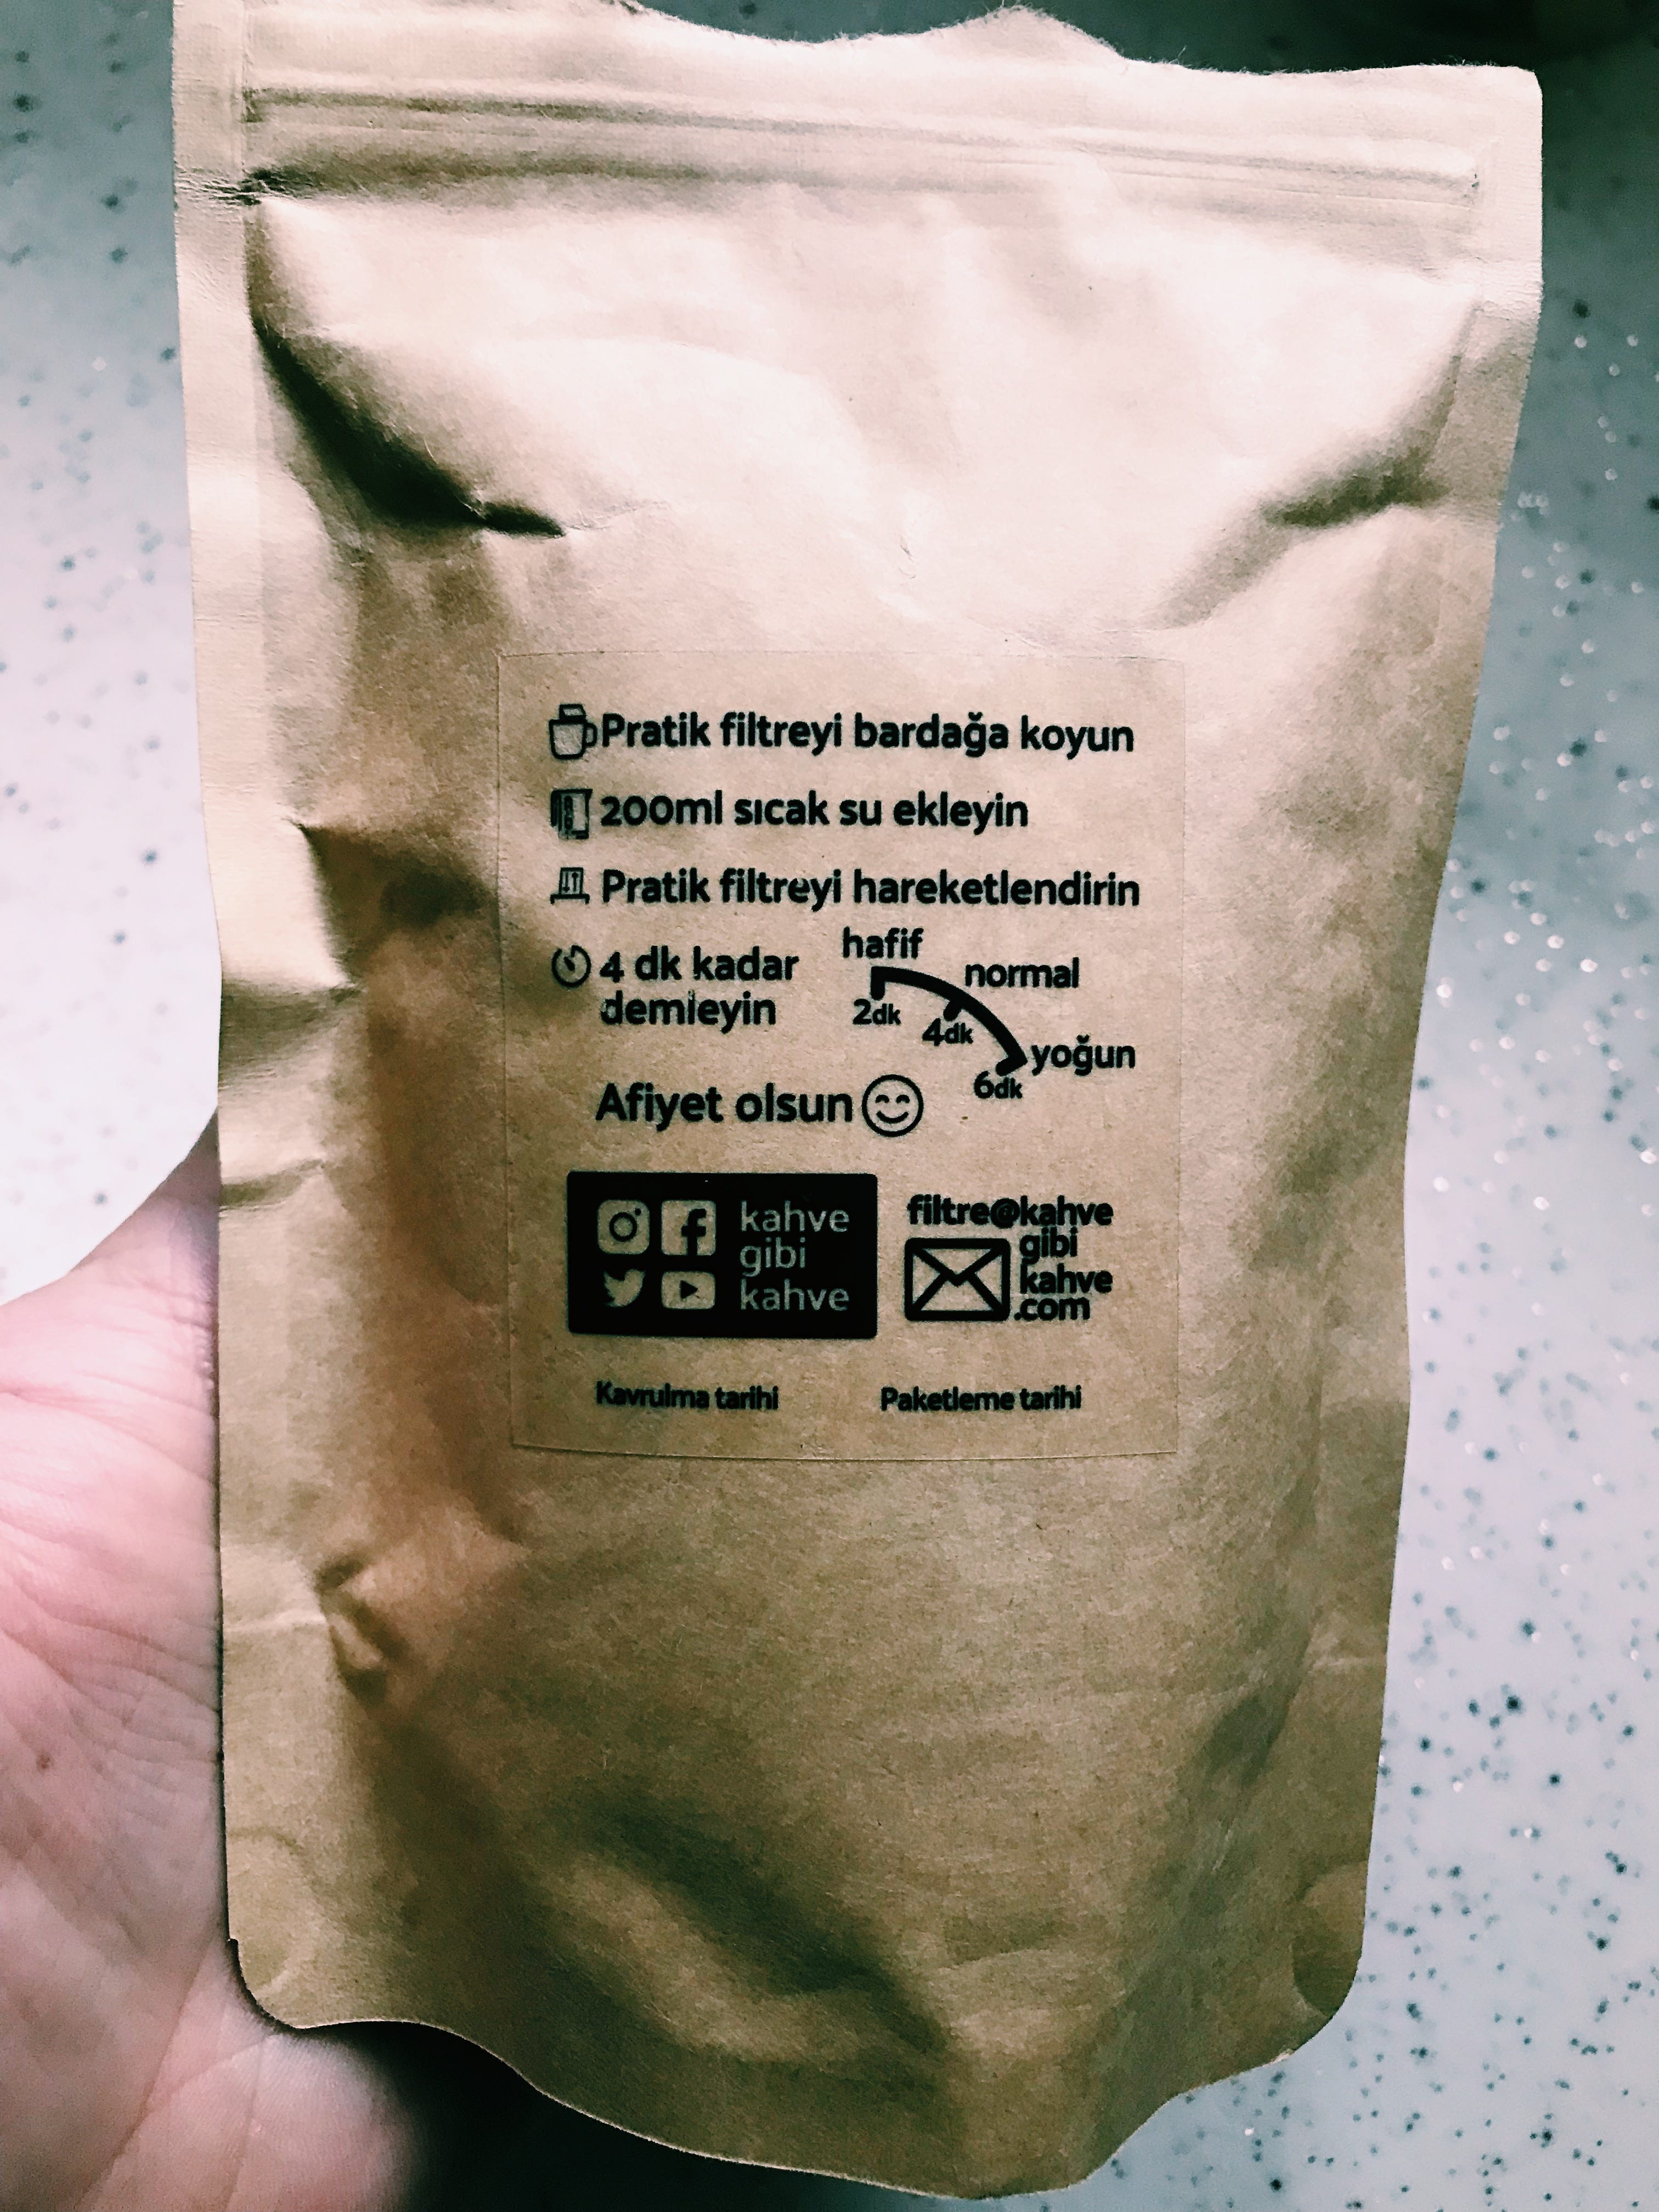 Pratik filtreyi bardağa koyun
200ml sıcak su ekleyin
Pratik filtreyi hareketlendirin
4 dk kadar
demleyin
hafif
normal
yoğun
2dk
4dk
6dk
Afiyet olsun
kahve
gibi
kahve
filtre@kahve
gibi
kahve
.com
Kavrulma tarihi
Paketleme tarihi